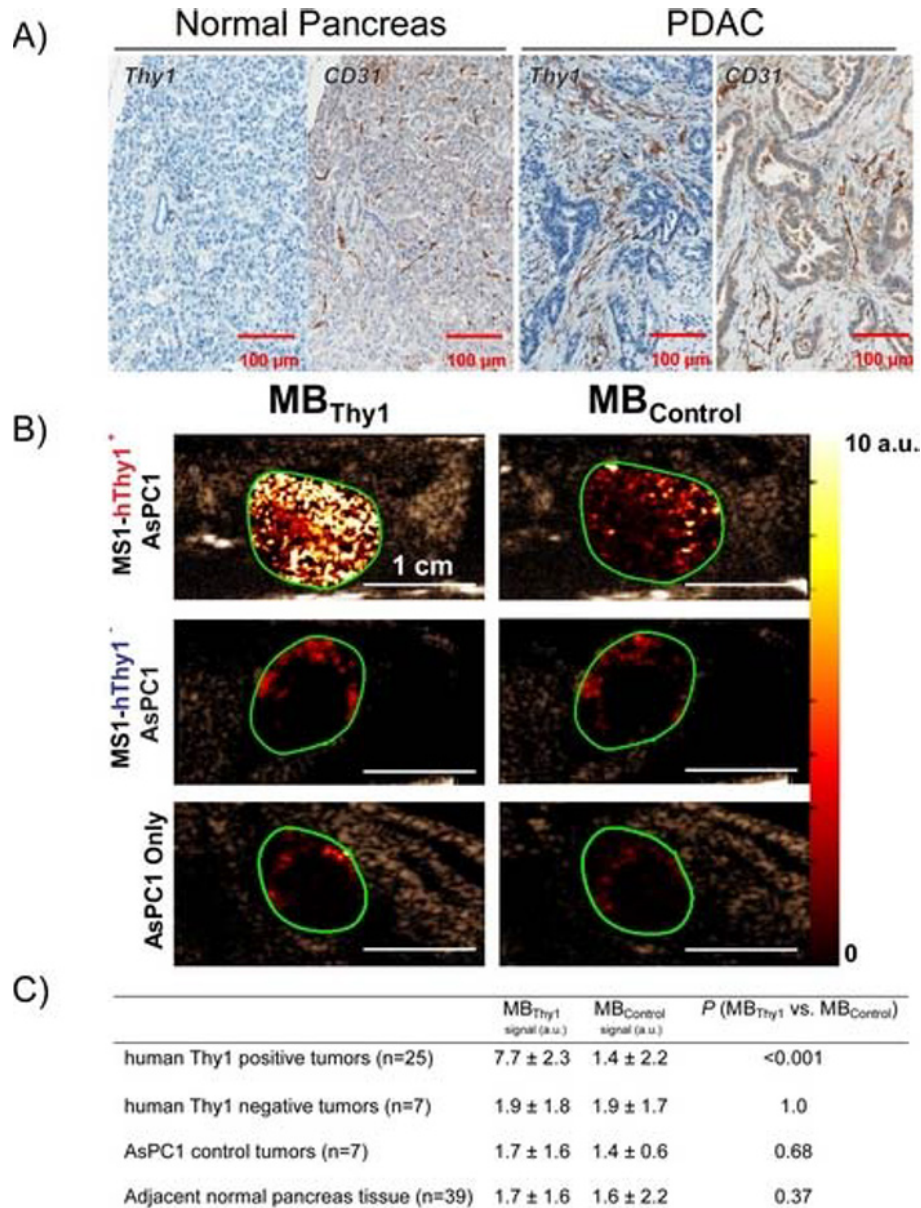 A)
Normal Pancreas PDAC
Thy1 CD31 Thy1 CD31
100 µm 100 µm 100 µm 100 µm
B)
MBThy1 MBControl
MS1-hThy1+
AsPC1
1 cm
10 a.u.
MS1-hThy1-
AsPC1
AsPC1 Only
0
C)
MBThy1 signal (a.u.) MBControl signal (a.u.) P (MBThy1 vs. MBControl)
human Thy1 positive tumors (n=25) 7.7 ± 2.3 1.4 ± 2.2 <0.001
human Thy1 negative tumors (n=7) 1.9 ± 1.8 1.9 ± 1.7 1.0
AsPC1 control tumors (n=7) 1.7 ± 1.6 1.4 ± 0.6 0.68
Adjacent normal pancreas tissue (n=39) 1.7 ± 1.6 1.6 ± 2.2 0.37